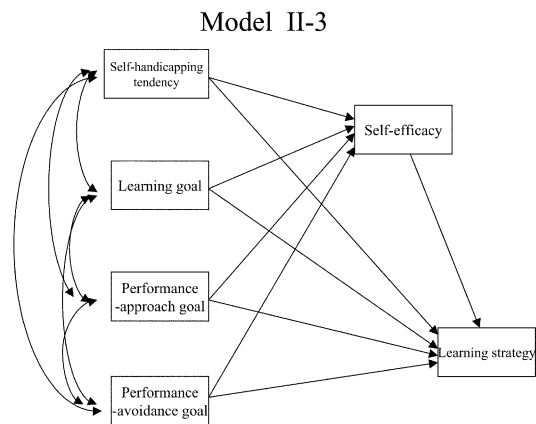 Model II-3
Self-handicapping
tendency
Self-efficacy
Learning goal
Performance
-approach goal
Learning strategy
Performance
-avoidance goal